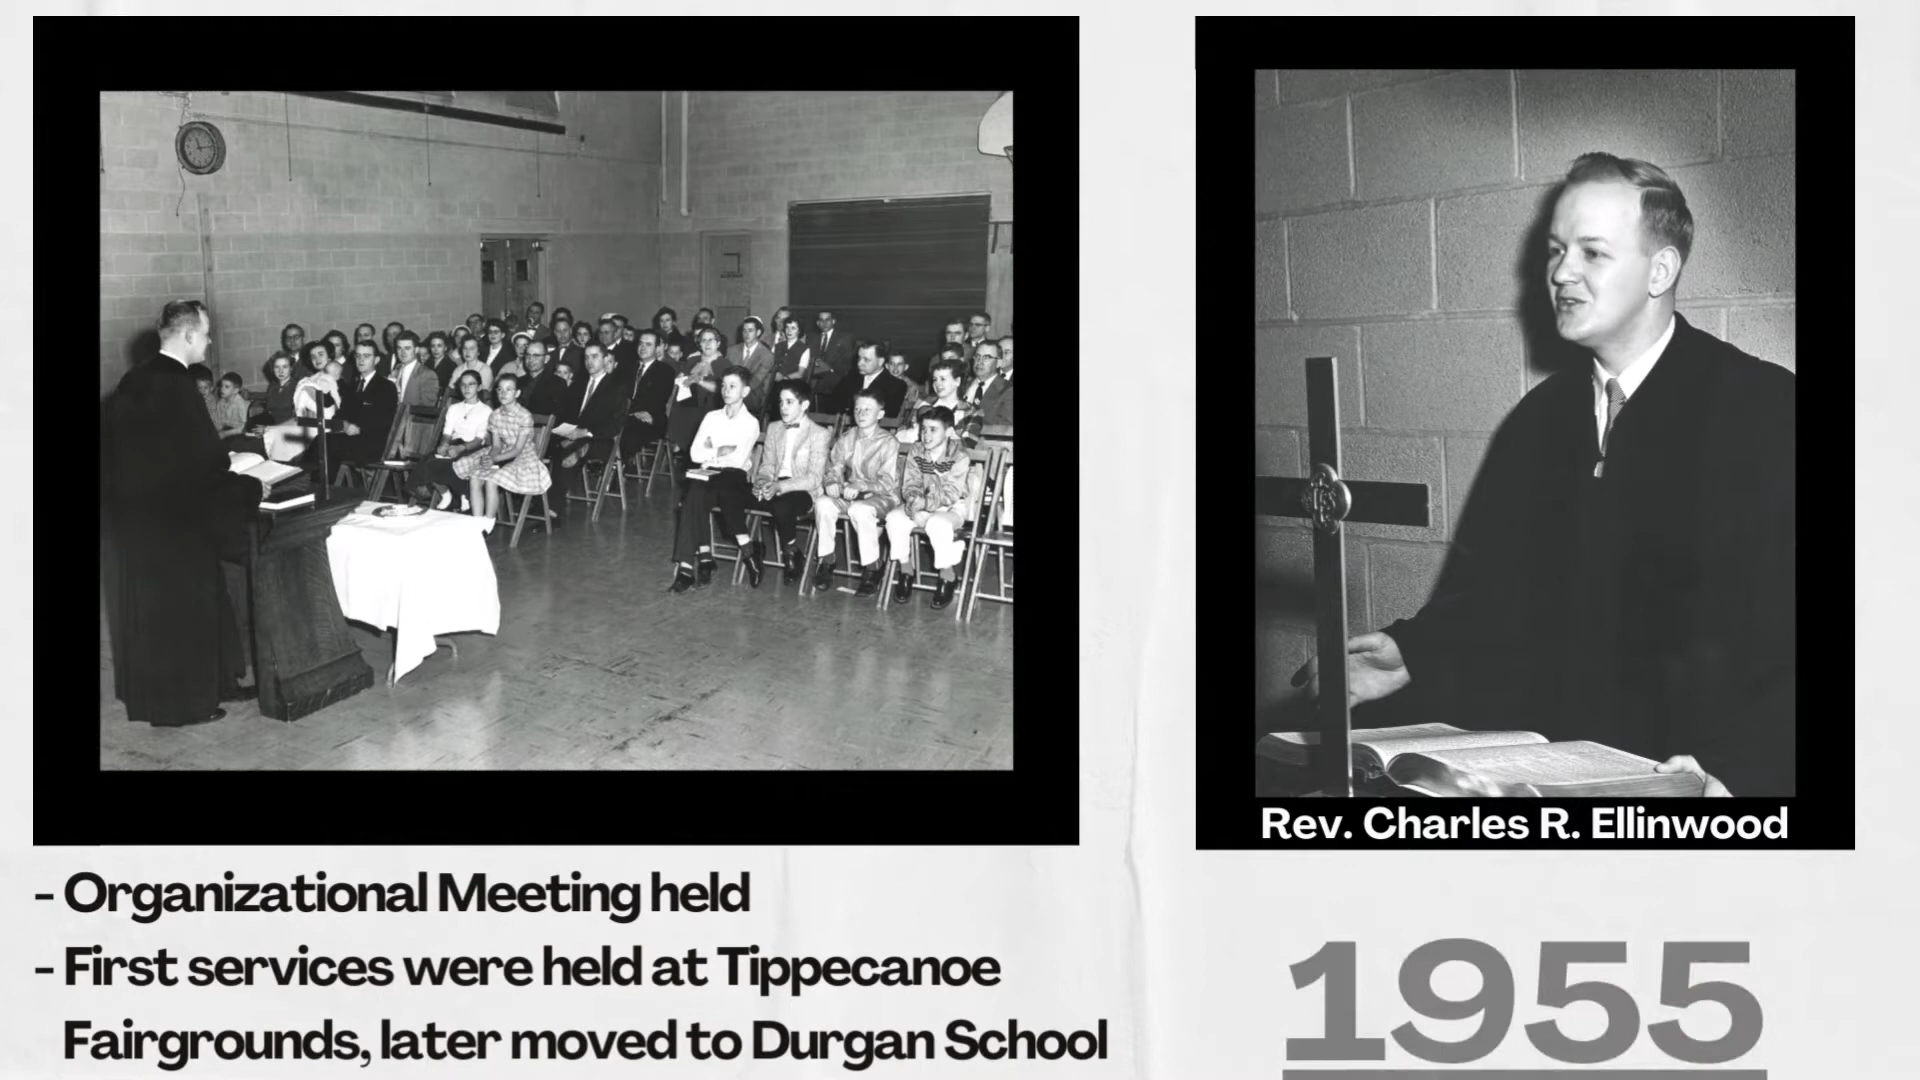 Rev. Charles R. Ellinwood
- Organizational Meeting held
- First services were held at Tippecanoe
Fairgrounds, later moved to Durgan School
1955